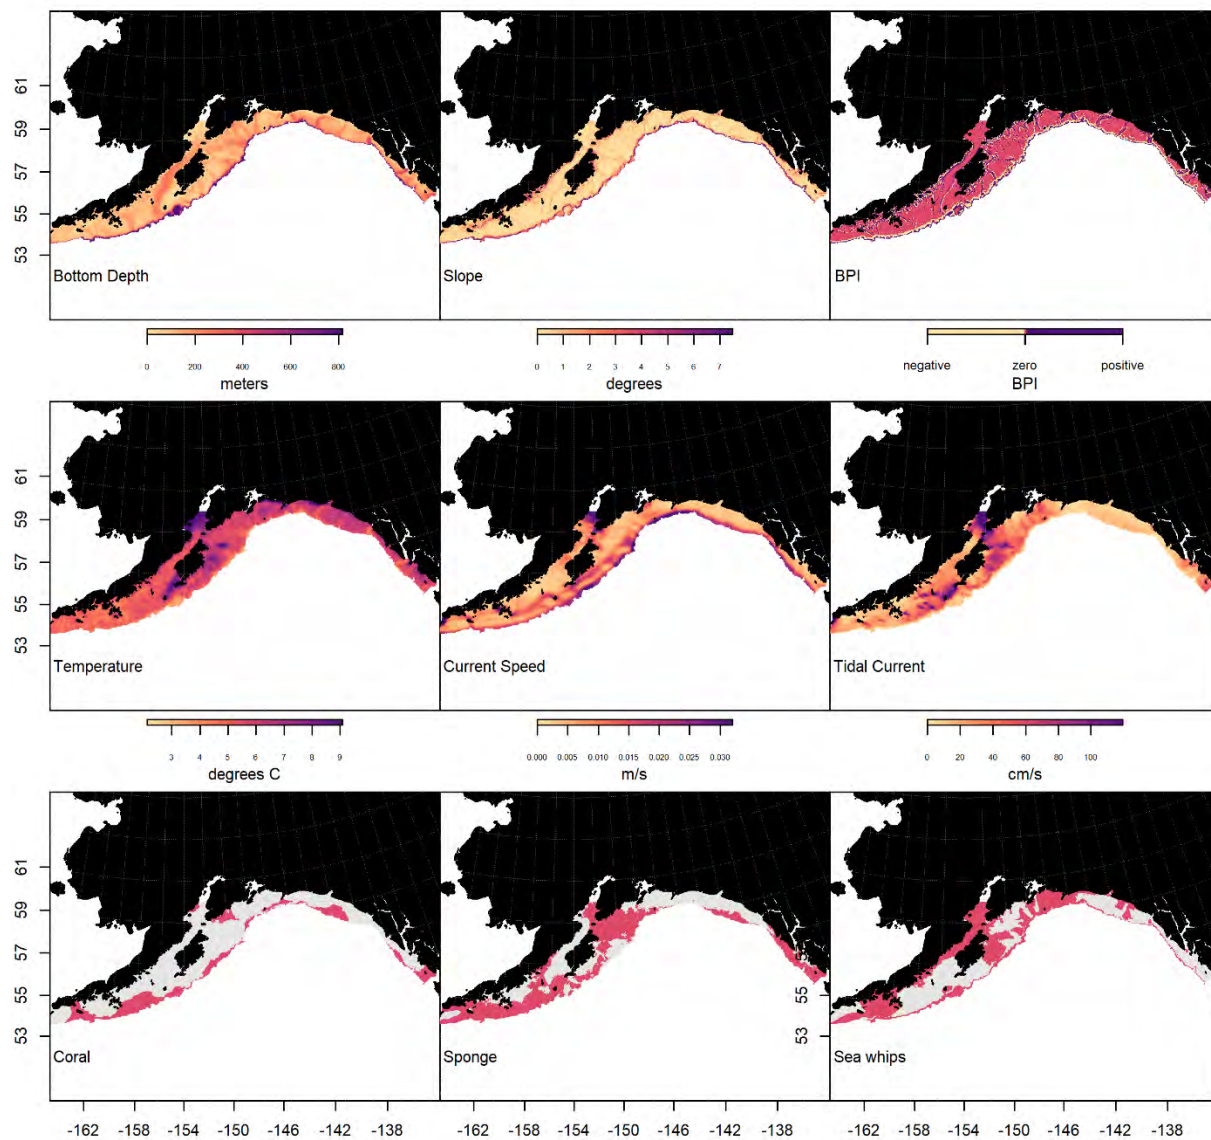 61
59
57
55
53
Bottom Depth
Slope
BPI
0 200 400 600 800
meters
0 1 2 3 4 5 6 7
degrees
negative zero positive
BPI
61
59
57
55
53
Temperature
Current Speed
Tidal Current
3 4 5 6 7 8 9
degrees C
0.000 0.005 0.010 0.015 0.020 0.025 0.030
m/s
0 20 40 60 80 100
cm/s
61
59
57
55
53
55
53
Coral
Sponge
Sea whips
-162 -154 -150 -146 -142 -138
-162 -154 -150 -146 -142 -138
-162 -154 -150 -146 -142 -138